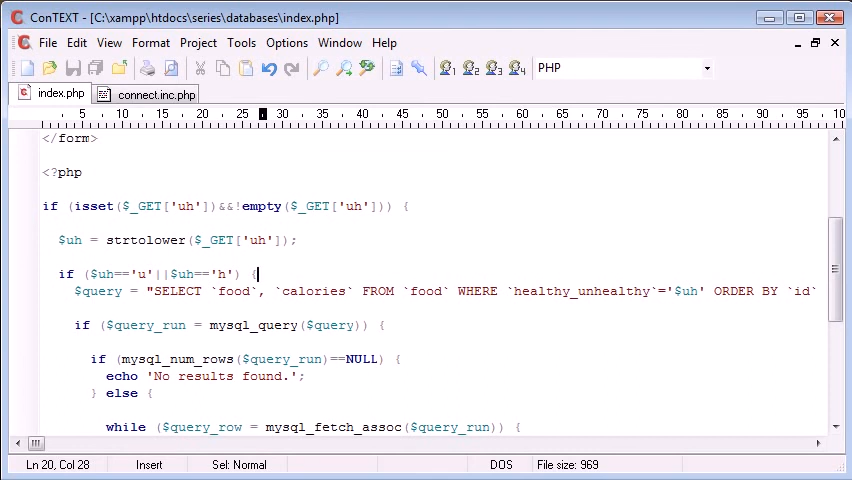 ConTEXT - [C:\xampp\htdocs\series\databases\index.php]
File Edit View Format Project Tools Options Window Help
1 2 3 4 PHP
index.php connect.inc.php
5 10 15 20 25 30 35 40 45 50 55 60 65 70 75 80 85 90 95 10
</form>
<?php
if (isset($_GET['uh'])&&!empty($_GET['uh'])) {
$uh = strtolower($_GET['uh']);
if ($uh=='u'||$uh=='h') {
$query = "SELECT `food`, `calories` FROM `food` WHERE `healthy_unhealthy`='$uh' ORDER BY `id`
if ($query_run = mysql_query($query)) {
if (mysql_num_rows($query_run)==NULL) {
echo 'No results found.';
} else {
while ($query_row = mysql_fetch_assoc($query_run)) {
Ln 20, Col 28 Insert Sel: Normal DOS File size: 969